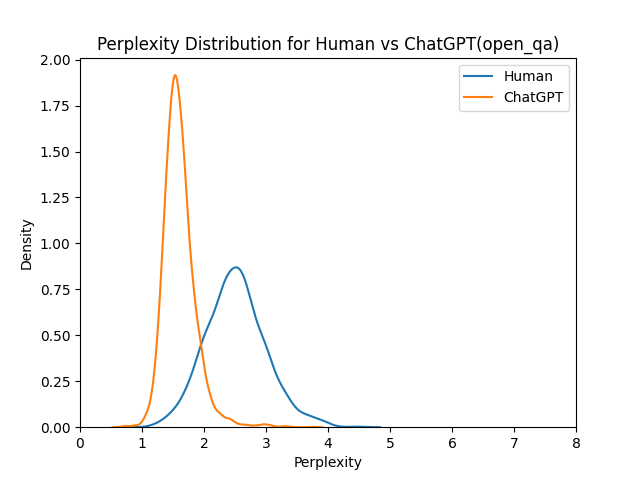 Perplexity Distribution for Human vs ChatGPT(open_qa)
Human
ChatGPT
Density
2.00
1.75
1.50
1.25
1.00
0.75
0.50
0.25
0.00
0 1 2 3 4 5 6 7 8
Perplexity